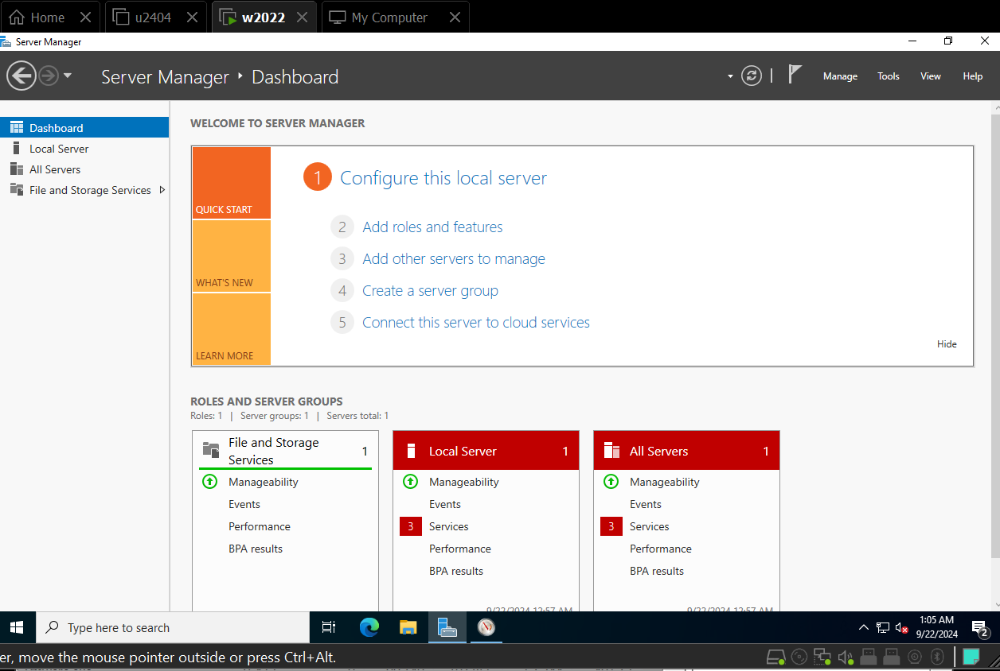 Home
u2404
w2022
My Computer
Server Manager
Server Manager ‣ Dashboard
Manage
Tools
View
Help
Dashboard
Local Server
All Servers
File and Storage Services
WELCOME TO SERVER MANAGER
QUICK START
WHAT'S NEW
LEARN MORE
1 Configure this local server
2 Add roles and features
3 Add other servers to manage
4 Create a server group
5 Connect this server to cloud services
Hide
ROLES AND SERVER GROUPS
Roles: 1 | Server groups: 1 | Servers total: 1
File and Storage
Services
1
Manageability
Events
Performance
BPA results
Local Server 1
Manageability
Events
3 Services
Performance
BPA results
9/22/2024 12:57 AM
All Servers 1
Manageability
Events
3 Services
Performance
BPA results
9/22/2024 12:57 AM
Type here to search
1:05 AM
9/22/2024
2
er, move the mouse pointer outside or press Ctrl+Alt.